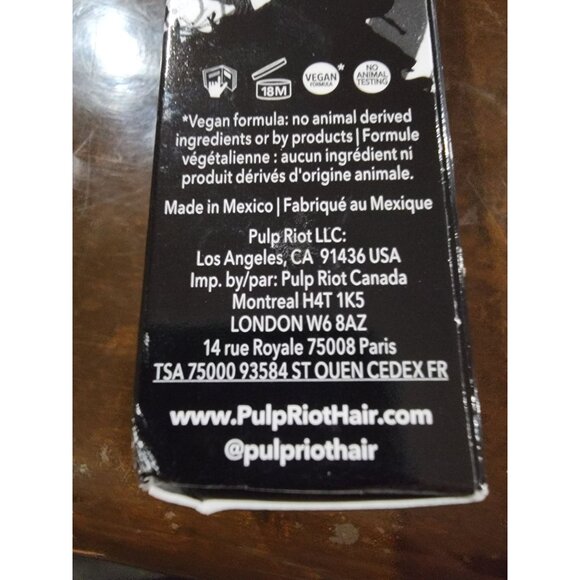 18M
VEGAN*
FORMULA
NO
ANIMAL
TESTING
*Vegan formula: no animal derived
ingredients or by products | Formule
végétalienne : aucun ingrédient ni
produit dérivés d'origine animale.
Made in Mexico | Fabriqué au Mexique
Pulp Riot LLC:
Los Angeles, CA 91436 USA
Imp. by/par: Pulp Riot Canada
Montreal H4T 1K5
LONDON W6 8AZ
14 rue Royale 75008 Paris
TSA 75000 93584 ST OUEN CEDEX FR
www.PulpRiotHair.com
@pulpriothair